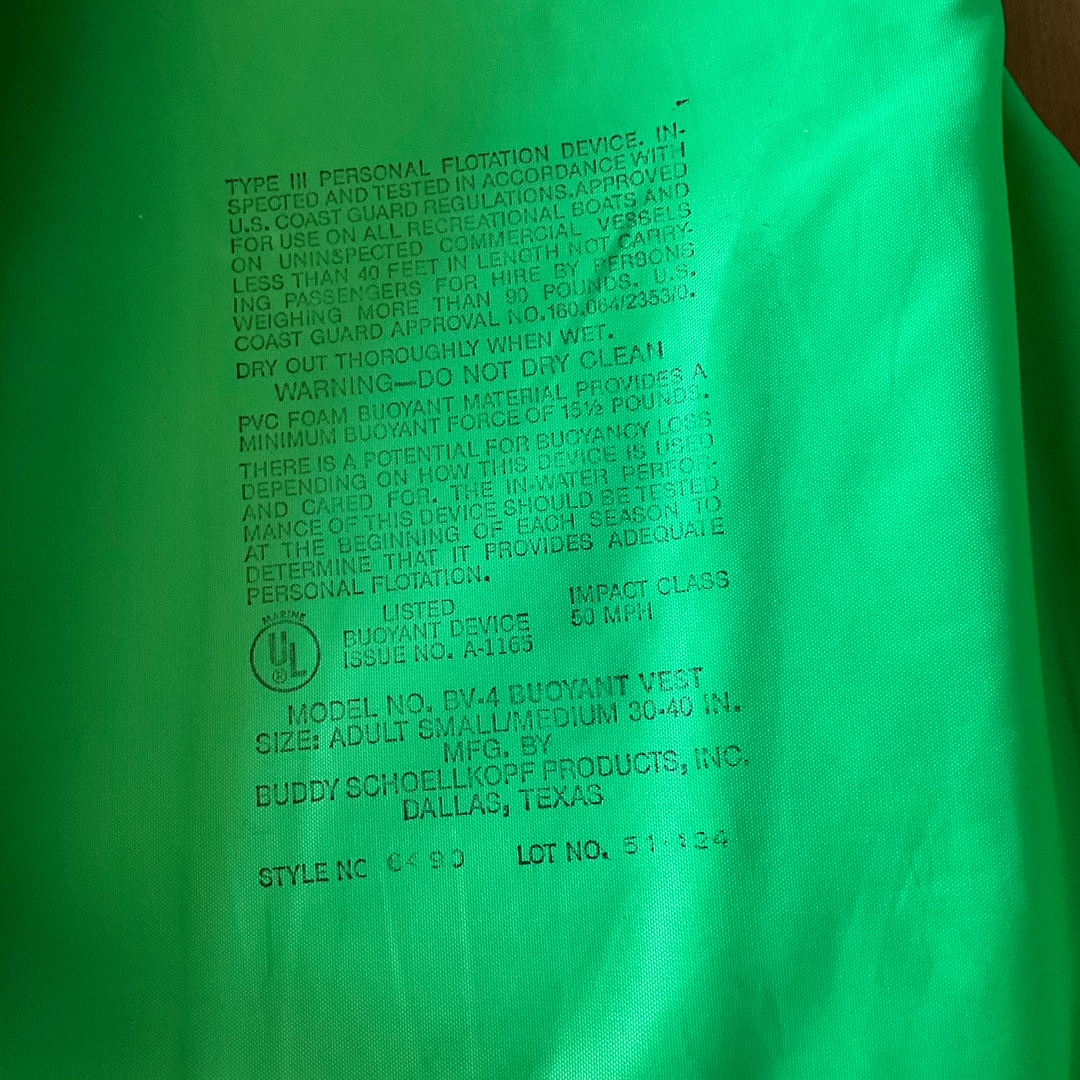 TYPE III PERSONAL FLOTATION DEVICE. IN-
SPECTED AND TESTED IN ACCORDANCE WITH
U.S. COAST GUARD REGULATIONS. APPROVED
FOR USE ON ALL RECREATIONAL BOATS AND
ON UNINSPECTED COMMERCIAL VESSELS
LESS THAN 40 FEET IN LENGTH NOT CARRY-
ING PASSENGERS FOR HIRE BY PERSONS
WEIGHING MORE THAN 90 POUNDS. U.S.
COAST GUARD APPROVAL NO. 160.064/2353/0.
DRY OUT THOROUGHLY WHEN WET.
WARNING—DO NOT DRY CLEAN
PVC FOAM BUOYANT MATERIAL PROVIDES A
MINIMUM BUOYANT FORCE OF 15½ POUNDS.
THERE IS A POTENTIAL FOR BUOYANCY LOSS
DEPENDING ON HOW THIS DEVICE IS USED
AND CARED FOR. THE IN-WATER PERFOR-
MANCE OF THIS DEVICE SHOULD BE TESTED
AT THE BEGINNING OF EACH SEASON TO
DETERMINE THAT IT PROVIDES ADEQUATE
PERSONAL FLOTATION.
MARINE
UL ®
LISTED
BUOYANT DEVICE
ISSUE NO. A-1165
IMPACT CLASS
50 MPH
MODEL NO. BV-4 BUOYANT VEST
SIZE: ADULT SMALL/MEDIUM 30-40 IN.
MFG. BY
BUDDY SCHOELLKOPF PRODUCTS, INC.
DALLAS, TEXAS
STYLE NO LOT NO.